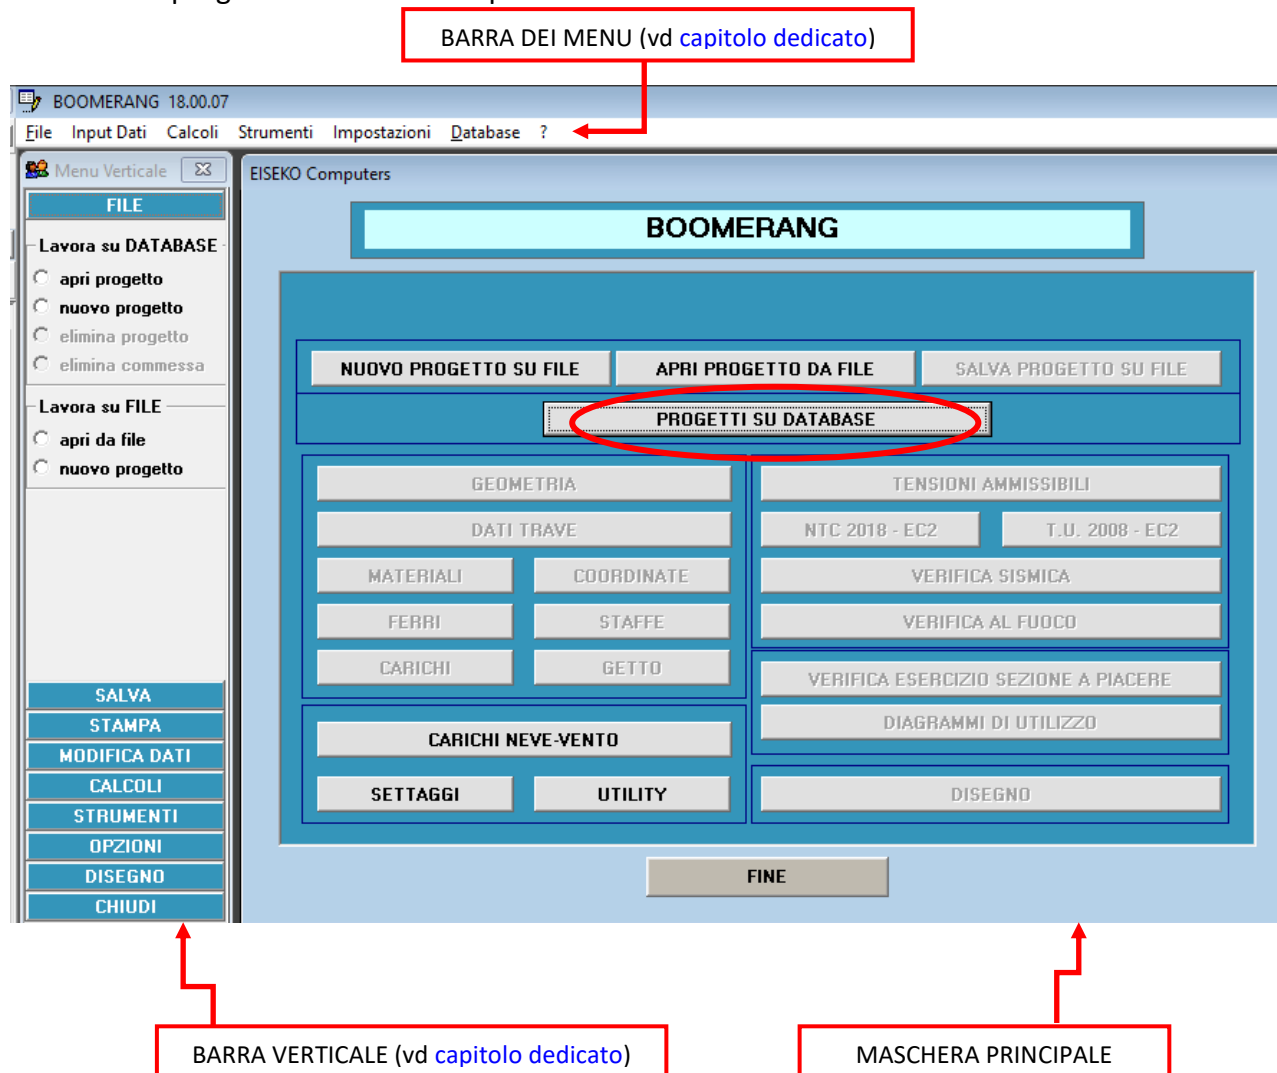 BARRA DEI MENU (vd capitolo dedicato)
BOOMERANG 18.00.07
File Input Dati Calcoli Strumenti Impostazioni Database ?
Menu Verticale
EISEKO Computers
FILE
Lavora su DATABASE
apri progetto
nuovo progetto
elimina progetto
elimina commessa
Lavora su FILE
apri da file
nuovo progetto
SALVA
STAMPA
MODIFICA DATI
CALCOLI
STRUMENTI
OPZIONI
DISEGNO
CHIUDI
BOOMERANG
NUOVO PROGETTO SU FILE
APRI PROGETTO DA FILE
SALVA PROGETTO SU FILE
PROGETTI SU DATABASE
GEOMETRIA
DATI TRAVE
MATERIALI
COORDINATE
FERRI
STAFFE
CARICHI
GETTO
CARICHI NEVE-VENTO
SETTAGGI
UTILITY
TENSIONI AMMISSIBILI
NTC 2018 - EC2
T.U. 2008 - EC2
VERIFICA SISMICA
VERIFICA AL FUOCO
VERIFICA ESERCIZIO SEZIONE A PIACERE
DIAGRAMMI DI UTILIZZO
DISEGNO
FINE
BARRA VERTICALE (vd capitolo dedicato)
MASCHERA PRINCIPALE